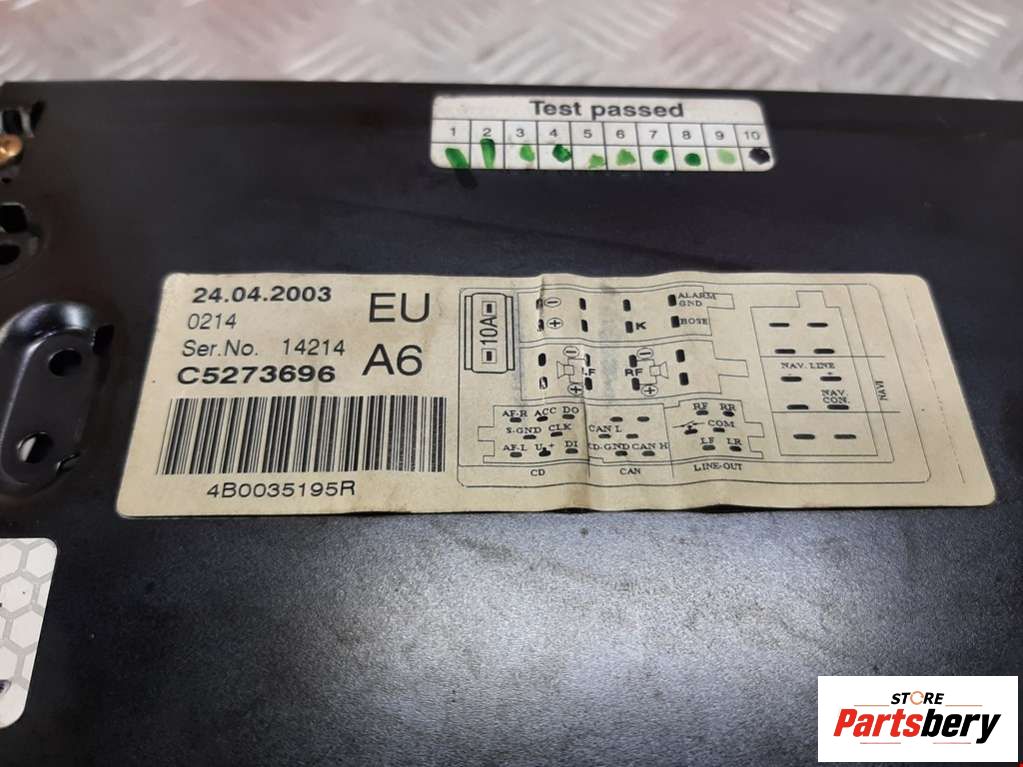 Test passed
1 2 3 4 5 6 7 8 9 10
24.04.2003 EU
0214
Ser.No. 14214 A6
C5273696
4B0035195R
10A
ALARM
GND
K BOSE
LF RF
NAV. LINE
- +
NAV
CON.
NAVI
AF-R ACC DO
S-GND CLK
AF-L U+ DI
CD
CAN L
CD-GND CAN H
CAN
RF RR
COM
LF LR
LINE-OUT
STORE
Partsbery